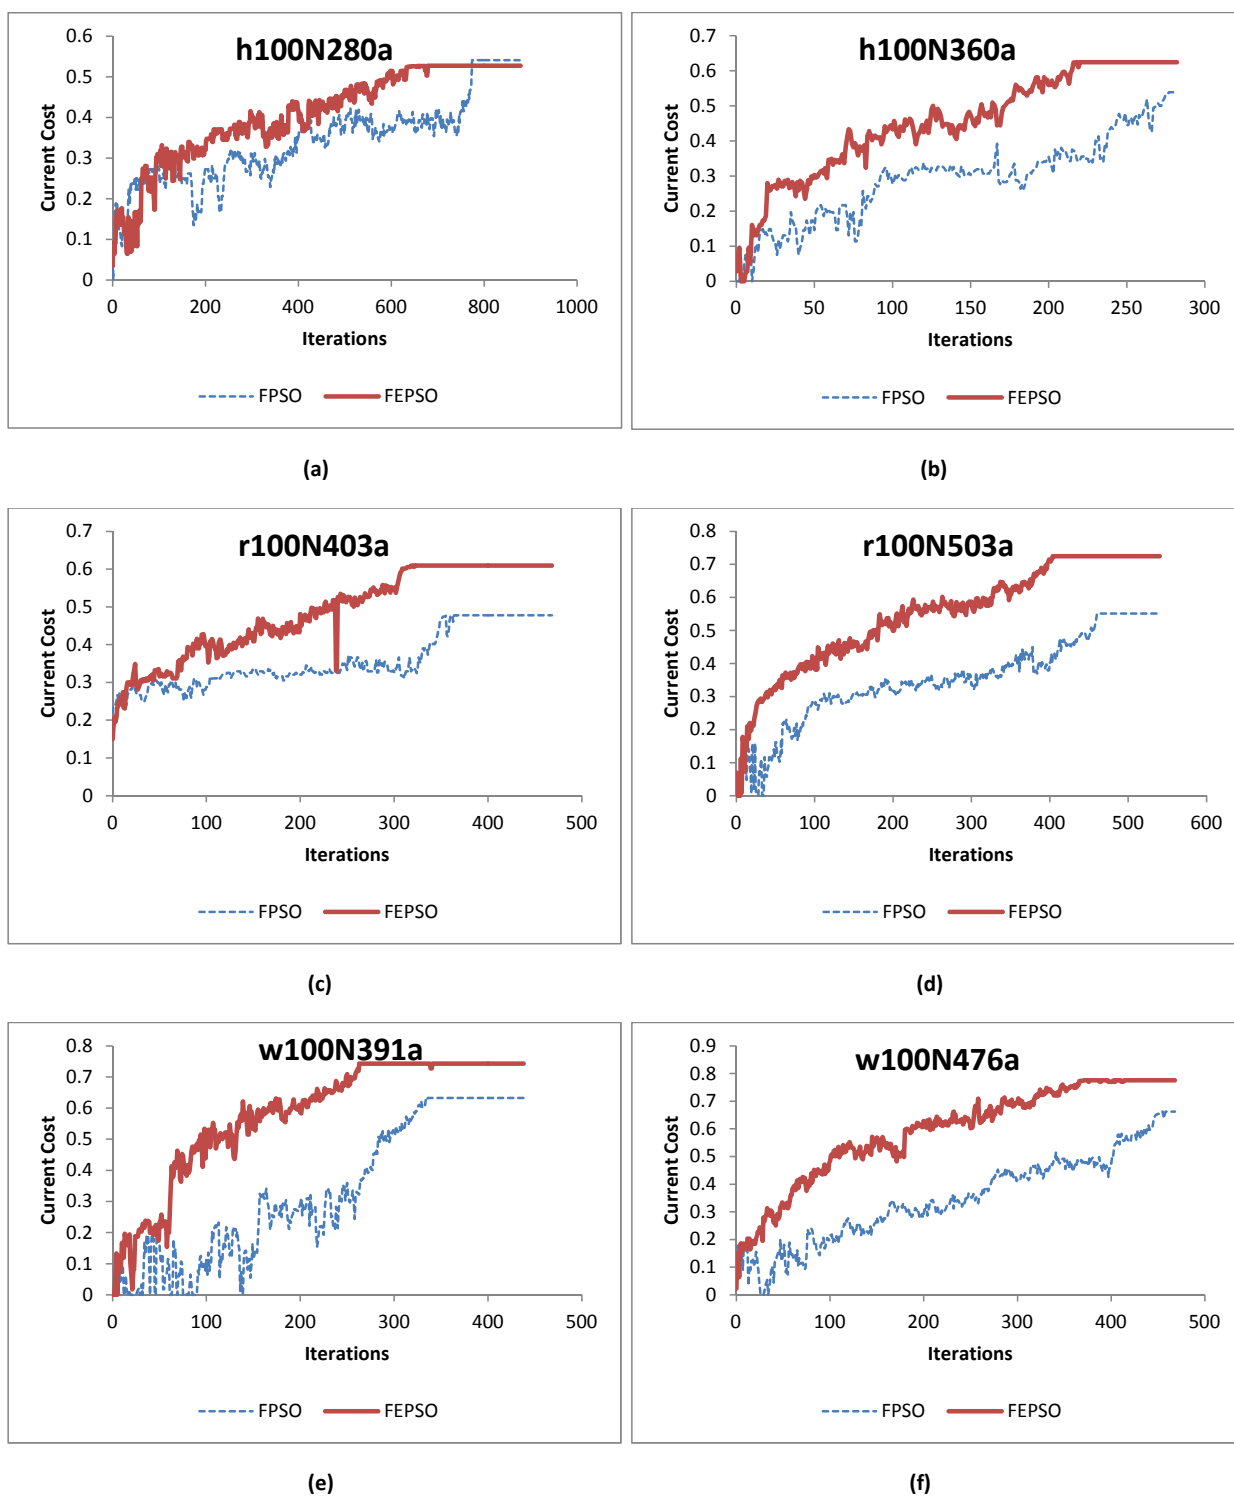 h100N280a
Current Cost
0.6
0.5
0.4
0.3
0.2
0.1
0
0 200 400 600 800 1000
Iterations
FPSO FEPSO
(a)
h100N360a
Current Cost
0.7
0.6
0.5
0.4
0.3
0.2
0.1
0
0 50 100 150 200 250 300
Iterations
FPSO FEPSO
(b)
r100N403a
Current Cost
0.7
0.6
0.5
0.4
0.3
0.2
0.1
0
0 100 200 300 400 500
Iterations
FPSO FEPSO
(c)
r100N503a
Current Cost
0.8
0.7
0.6
0.5
0.4
0.3
0.2
0.1
0
0 100 200 300 400 500 600
Iterations
FPSO FEPSO
(d)
w100N391a
Current Cost
0.8
0.7
0.6
0.5
0.4
0.3
0.2
0.1
0
0 100 200 300 400 500
Iterations
FPSO FEPSO
(e)
w100N476a
Current Cost
0.9
0.8
0.7
0.6
0.5
0.4
0.3
0.2
0.1
0
0 100 200 300 400 500
Iterations
FPSO FEPSO
(f)